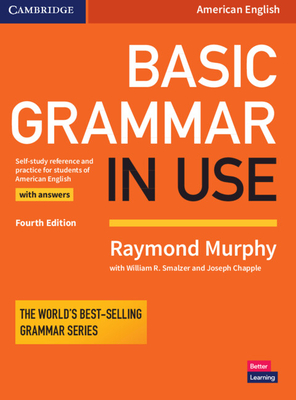 CAMBRIDGE
American English
BASIC
GRAMMAR
IN USE
Self-study reference and
practice for students of
American English
with answers
Fourth Edition
Raymond Murphy
with William R. Smalzer and Joseph Chapple
THE WORLD'S BEST-SELLING
GRAMMAR SERIES
Better
Learning